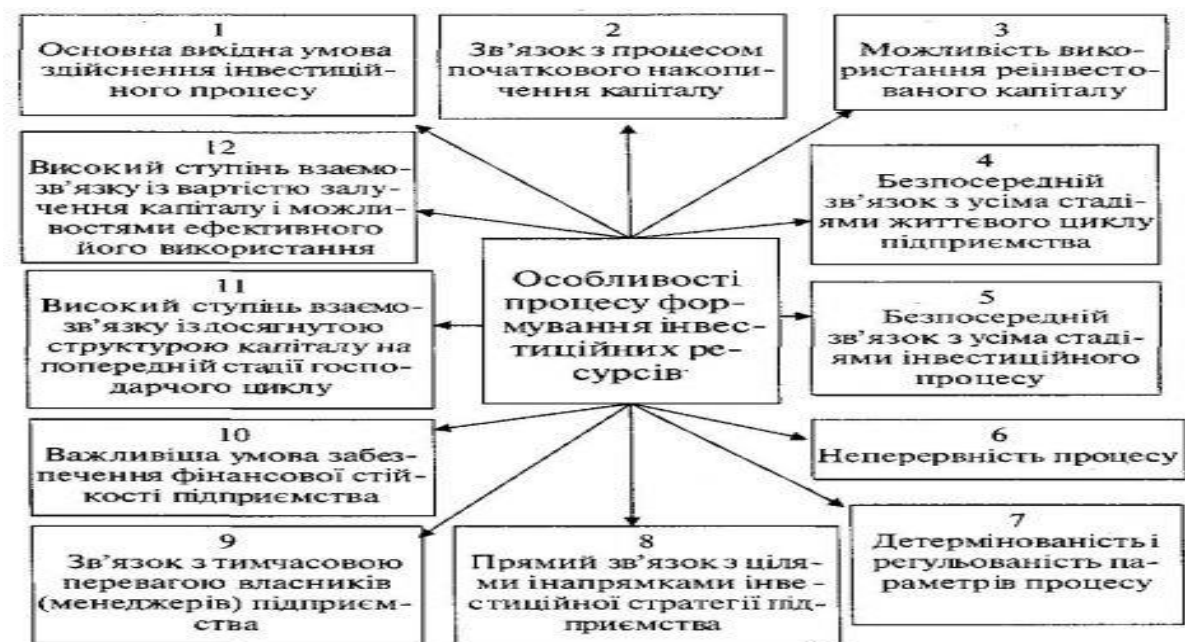 1
Основна вихідна умова
здійснення інвестицій-
ного процесу
2
Зв’язок з процесом
початкового накопи-
чення капіталу
3
Можливість вико-
ристання реінвесто-
ваного капіталу
12
Високий ступінь взаємо-
зв’язку із вартістю залу-
чення капіталу і можли-
востями ефективного
його використання
4
Безпосередній
зв’язок з усіма стаді-
ями життєвого циклу
підприємства
Особливості
процесу фор-
мування інвес-
тиційних ре-
сурсів
11
Високий ступінь взаємо-
зв’язку із досягнутою
структурою капіталу на
попередній стадії госпо-
дарчого циклу
5
Безпосередній
зв’язок з усіма стаді-
ями інвестиційного
процесу
10
Важливіша умова забез-
печення фінансової стій-
кості підприємства
6
Неперервність процесу
9
Зв’язок з тимчасовою
перевагою власників
(менеджерів) підприєм-
ства
8
Прямий зв’язок з ціля-
ми і напрямками інве-
стиційної стратегії під-
приємства
7
Детермінованість і
регульованість па-
раметрів процесу